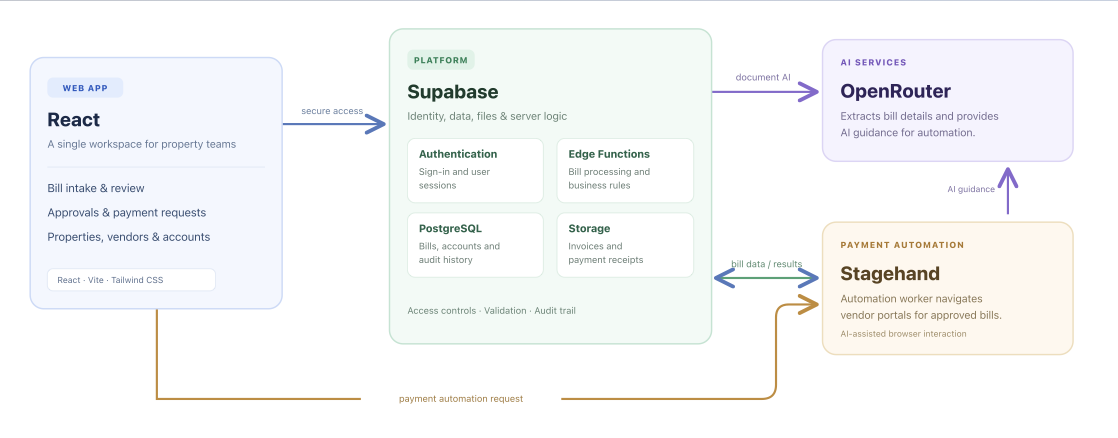 WEB APP
React
A single workspace for property teams
Bill intake & review
Approvals & payment requests
Properties, vendors & accounts
React · Vite · Tailwind CSS
secure access
PLATFORM
Supabase
Identity, data, files & server logic
Authentication
Sign-in and user
sessions
Edge Functions
Bill processing and
business rules
PostgreSQL
Bills, accounts and
audit history
Storage
Invoices and
payment receipts
Access controls · Validation · Audit trail
document AI
AI SERVICES
OpenRouter
Extracts bill details and provides
AI guidance for automation.
AI guidance
bill data / results
PAYMENT AUTOMATION
Stagehand
Automation worker navigates
vendor portals for approved bills.
AI-assisted browser interaction
payment automation request